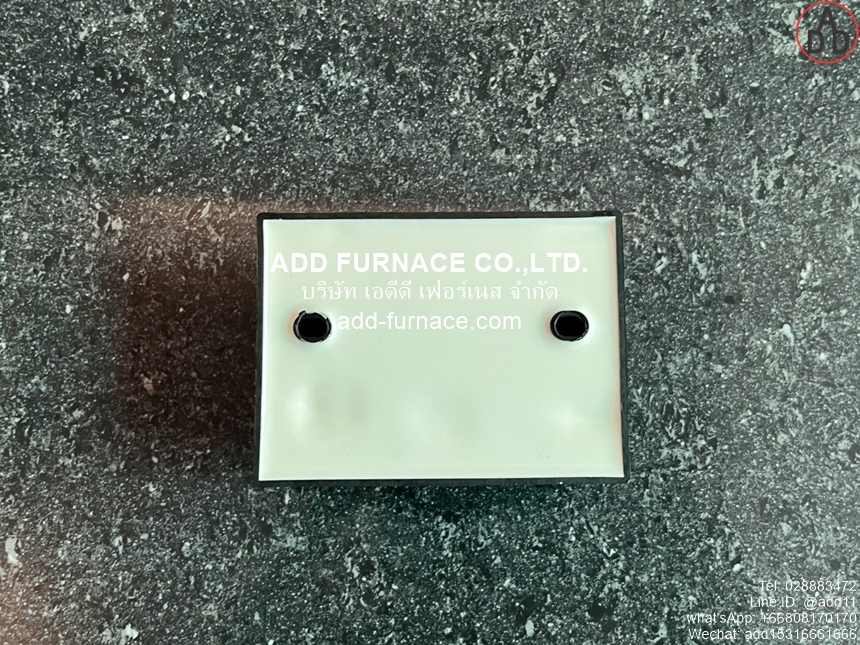 ADD
ADD FURNACE CO.,LTD.
บริษัท เอดีดี เฟอร์เนส จำกัด
add-furnace.com
Tel: 028883472
Line ID: @add11
what'sApp: +66808170170
Wechat: add15316661666